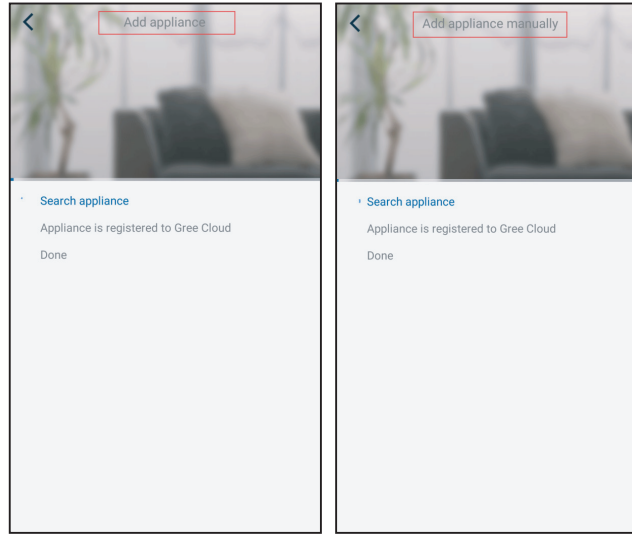 Add appliance
Search appliance
Appliance is registered to Gree Cloud
Done
Add appliance manually
Search appliance
Appliance is registered to Gree Cloud
Done